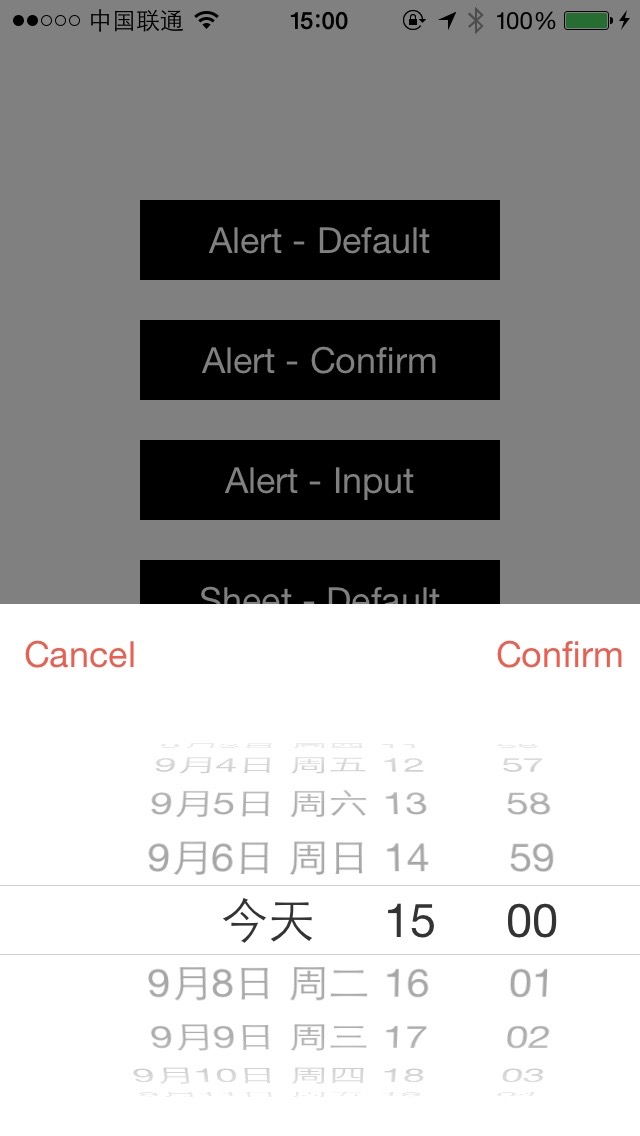 中国联通 15:00 100%
Alert - Default
Alert - Confirm
Alert - Input
Sheet - Default
Cancel Confirm
9月4日 周五 12 57
9月5日 周六 13 58
9月6日 周日 14 59
今天 15 00
9月8日 周二 16 01
9月9日 周三 17 02
9月10日 周四 18 03